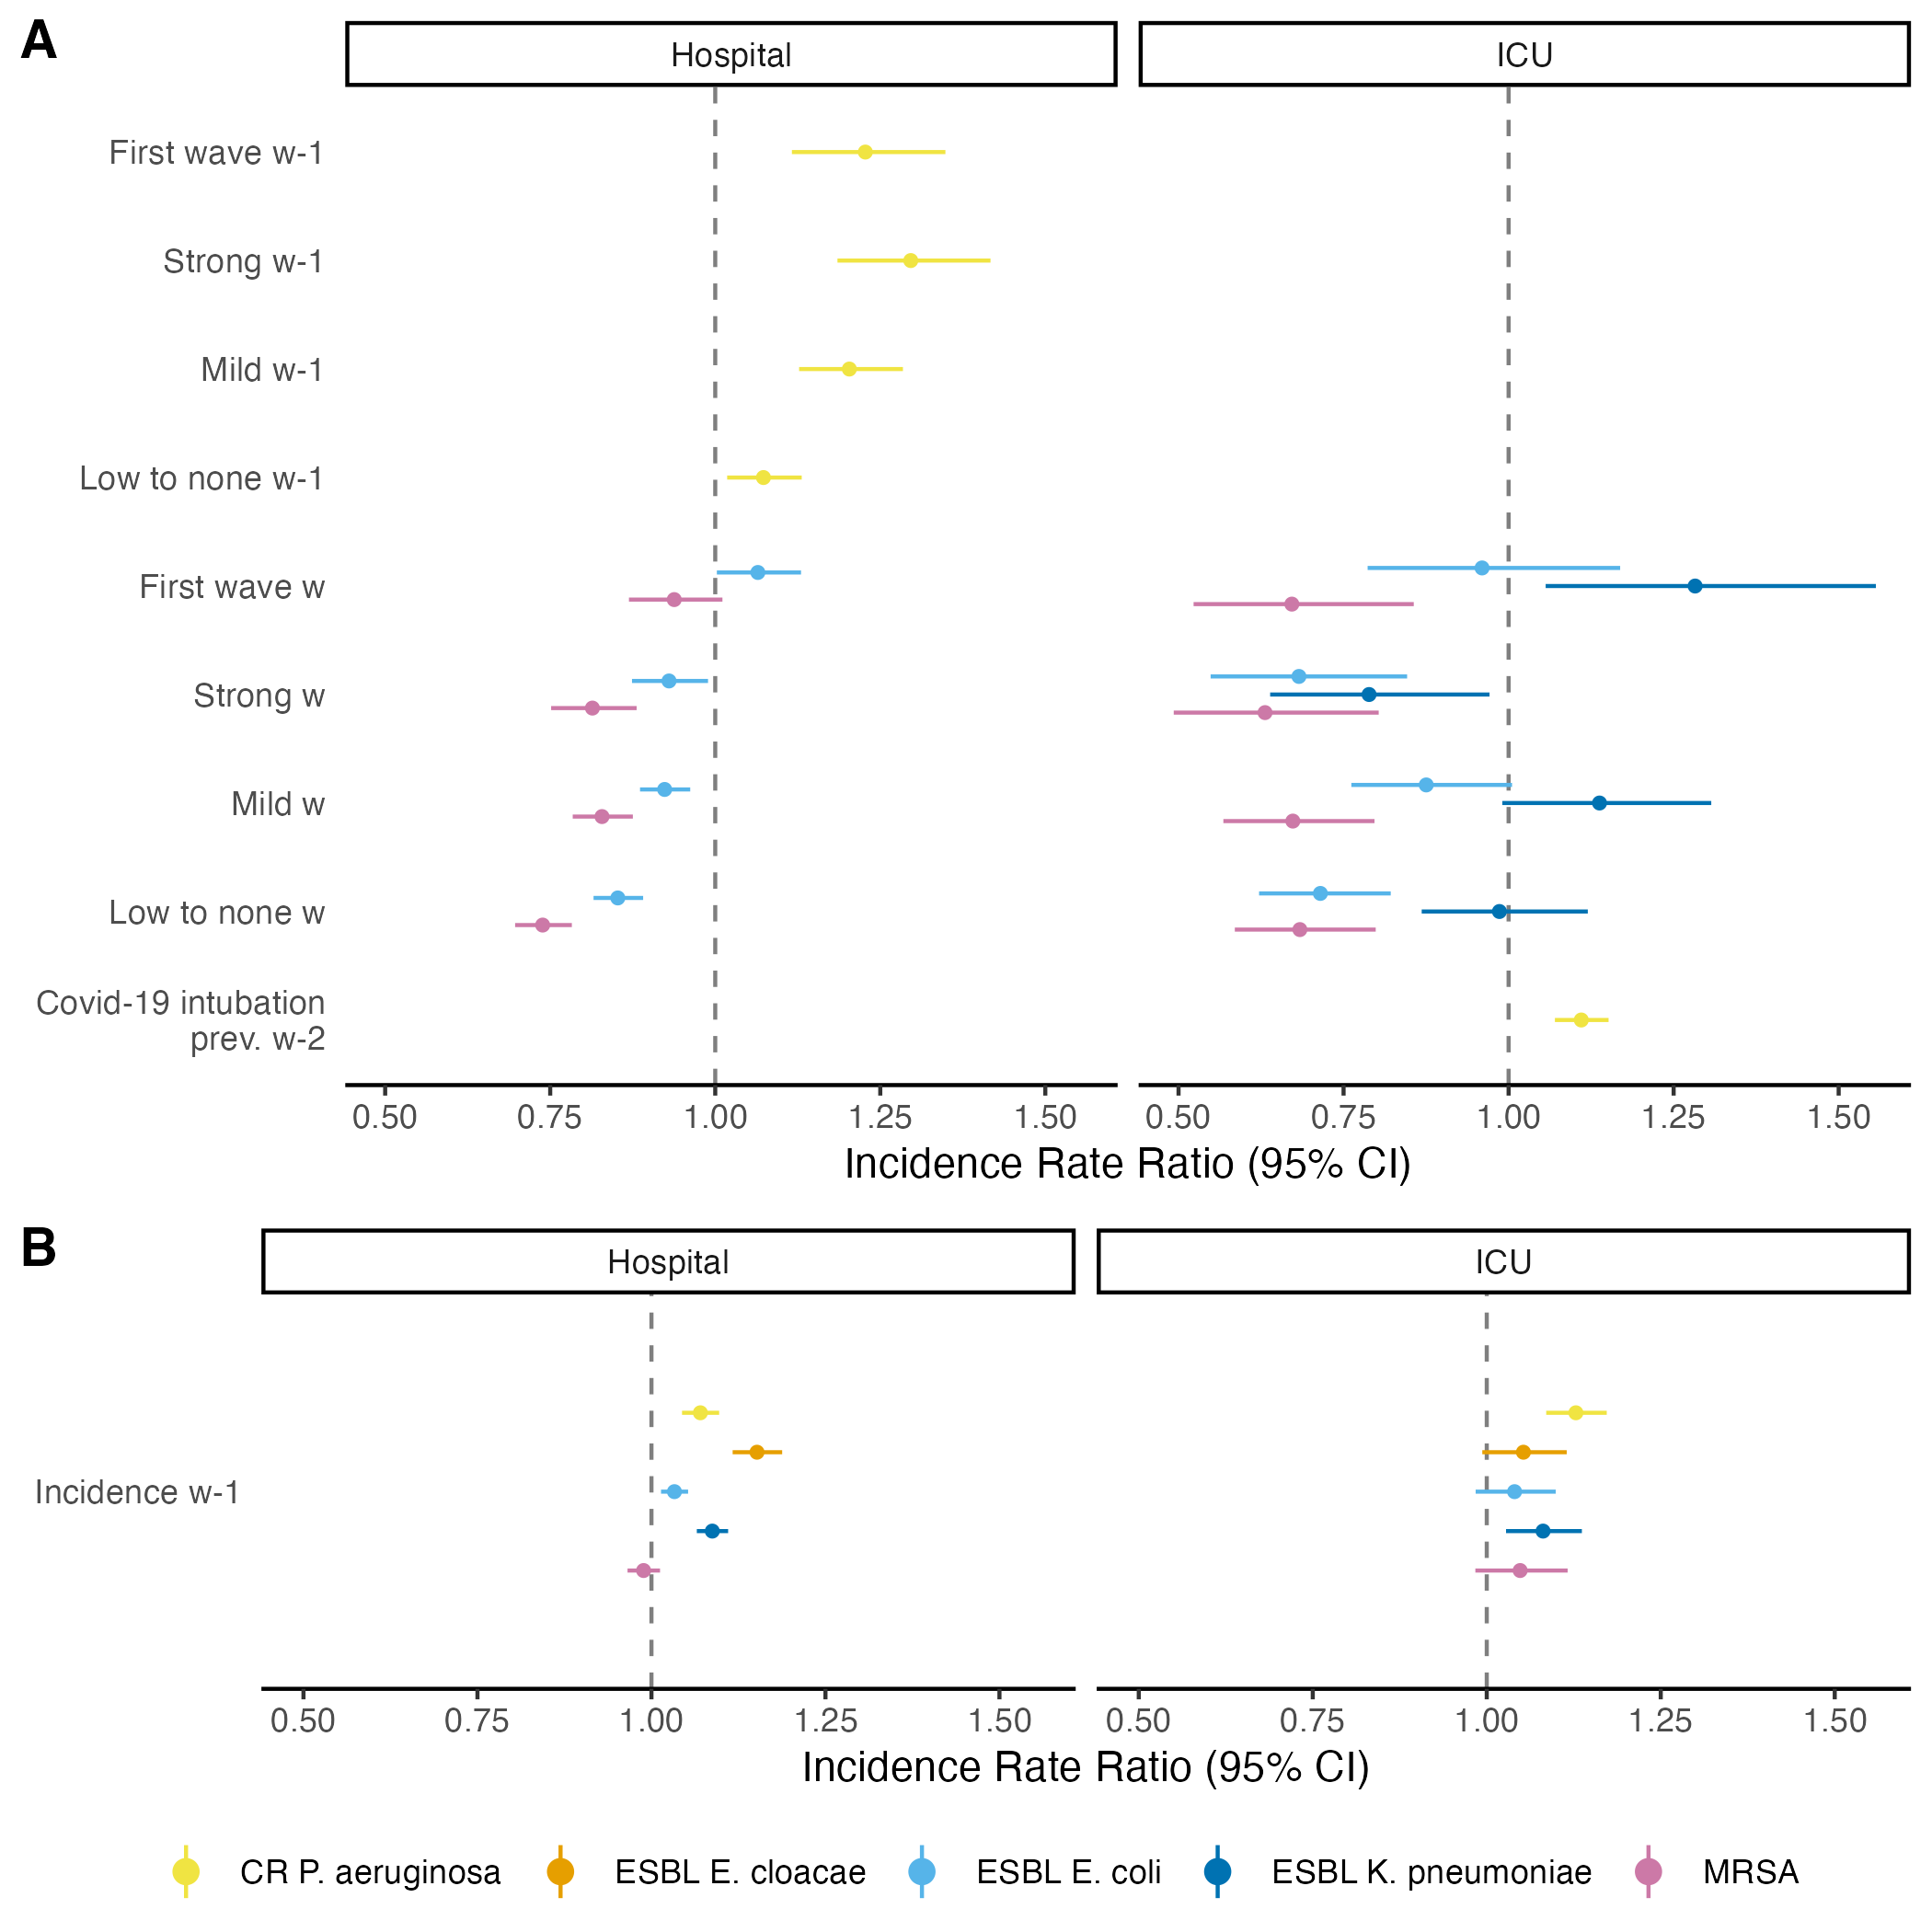 A
Hospital
ICU
First wave w-1
Strong w-1
Mild w-1
Low to none w-1
First wave w
Strong w
Mild w
Low to none w
Covid-19 intubation
prev. w-2
0.50 0.75 1.00 1.25 1.50 0.50 0.75 1.00 1.25 1.50
Incidence Rate Ratio (95% CI)
B
Hospital
ICU
Incidence w-1
0.50 0.75 1.00 1.25 1.50 0.50 0.75 1.00 1.25 1.50
Incidence Rate Ratio (95% CI)
CR P. aeruginosa ESBL E. cloacae ESBL E. coli ESBL K. pneumoniae MRSA